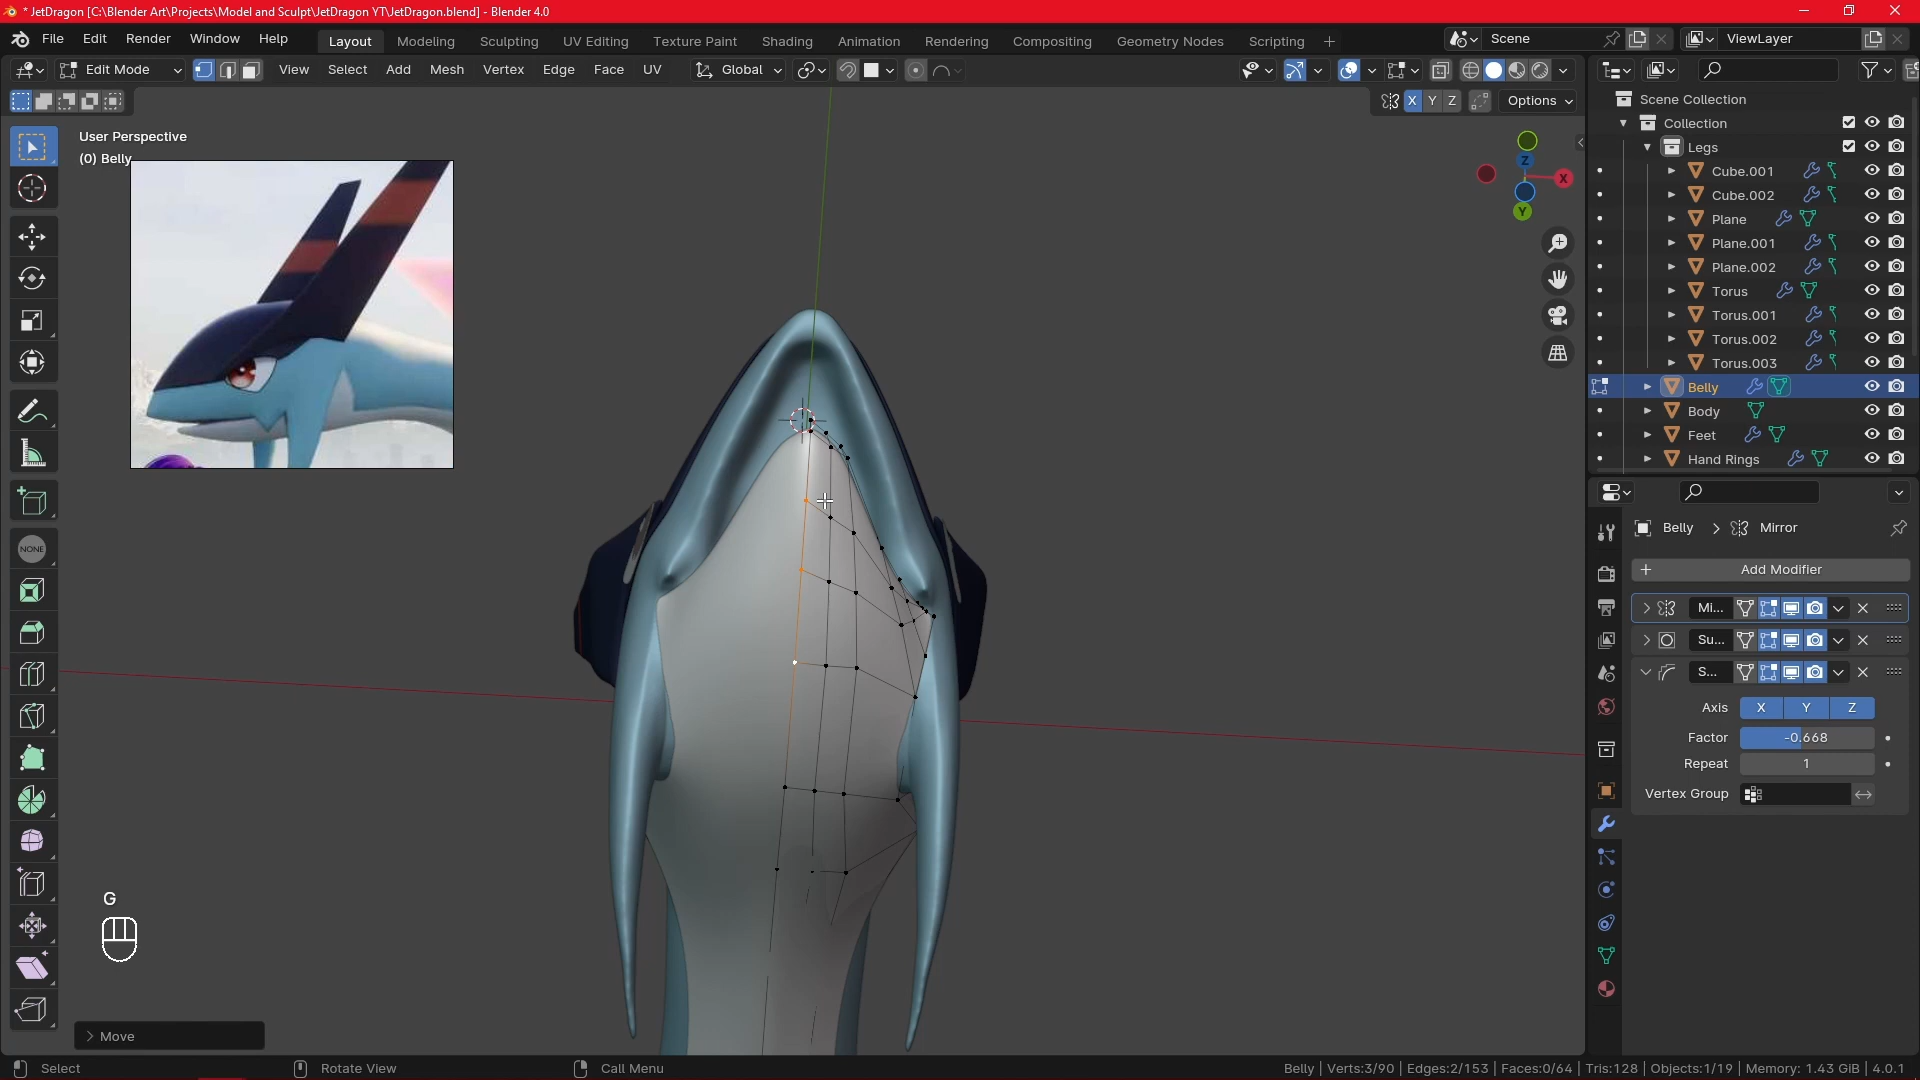 * JetDragon [C:\Blender Art\Projects\Model and Sculpt\JetDragon YT\JetDragon.blend] - Blender 4.0
File Edit Render Window Help Layout Modeling Sculpting UV Editing Texture Paint Shading Animation Rendering Compositing Geometry Nodes Scripting Scene ViewLayer
Edit Mode View Select Add Mesh Vertex Edge Face UV Global
X Y Z Options
User Perspective
(0) Belly
Z
X
Y
NONE
G
Move
Scene Collection
Collection
Legs
Cube.001
Cube.002
Plane
Plane.001
Plane.002
Torus
Torus.001
Torus.002
Torus.003
Belly
Body
Feet
Hand Rings
Belly Mirror
Add Modifier
Mi...
Su...
S...
Axis X Y Z
Factor -0.668
Repeat 1
Vertex Group
Select Rotate View Call Menu Belly | Verts:3/90 | Edges:2/153 | Faces:0/64 | Tris:128 | Objects:1/19 | Memory: 1.43 GiB | 4.0.1